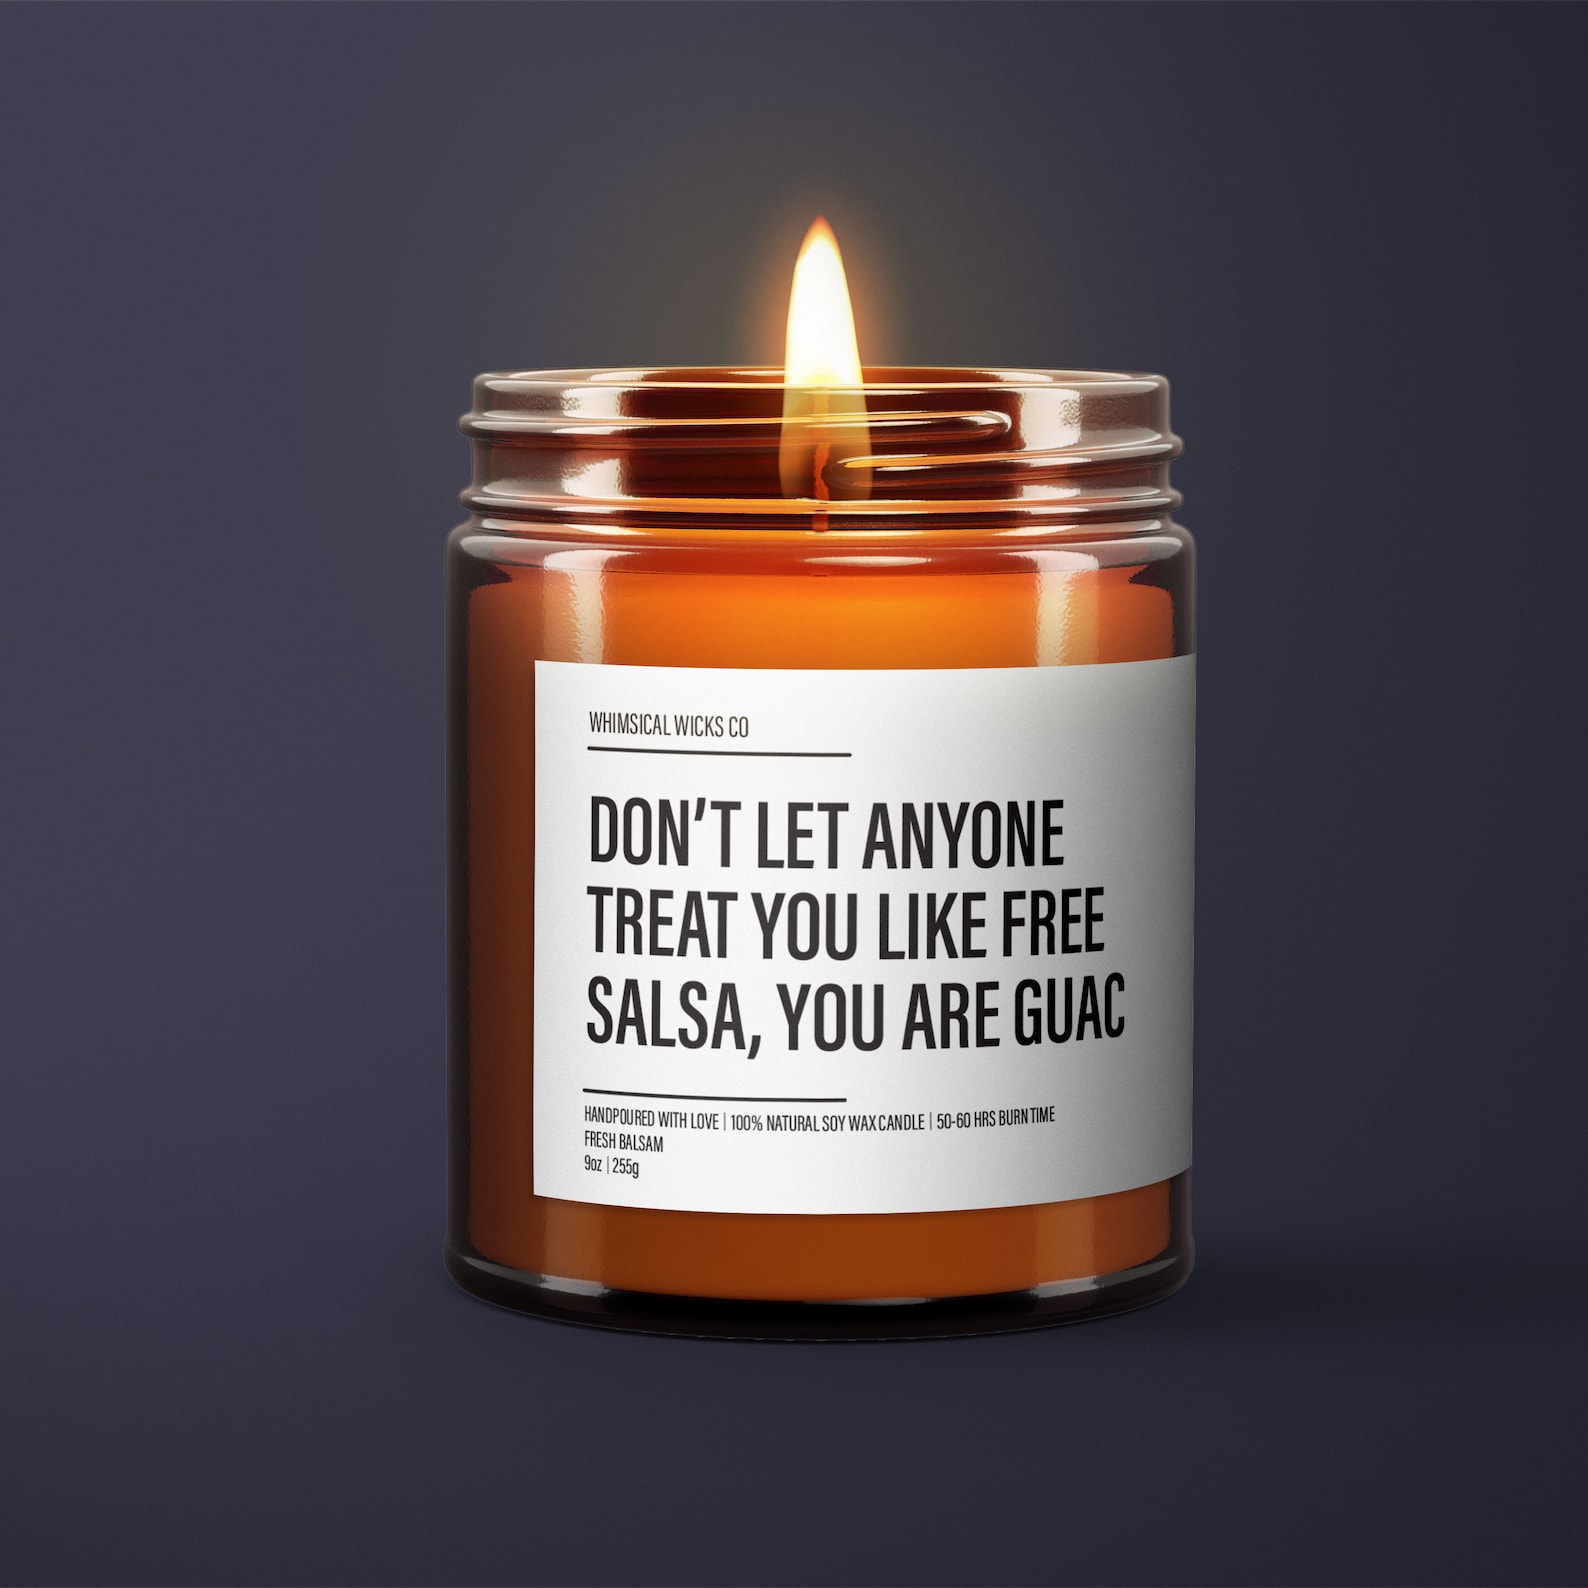 WHIMSICAL WICKS CO
DON’T LET ANYONE
TREAT YOU LIKE FREE
SALSA, YOU ARE GUAC
HANDPOURED WITH LOVE | 100% NATURAL SOY WAX CANDLE | 50-60 HRS BURN TIME
FRESH BALSAM
9oz | 255g